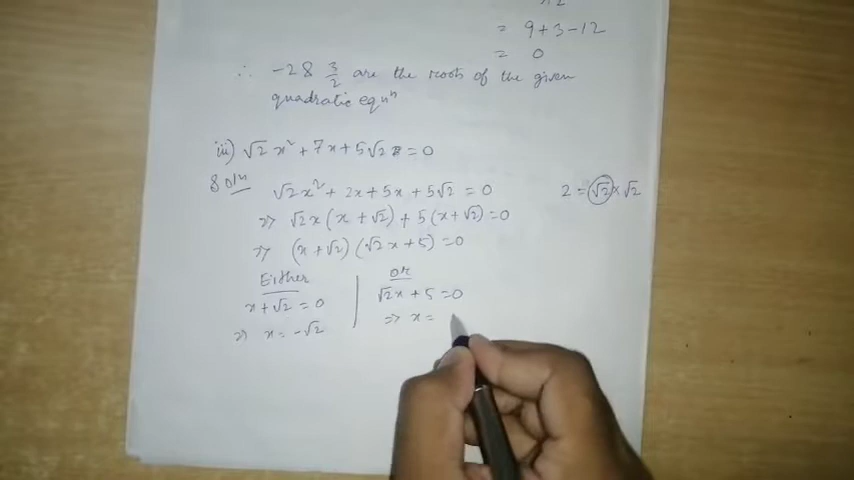 = 9+3-12
= 0
∴ -2 & 3/2 are the roots of the given
quadratic eqnⁿ
iii) √2 x² + 7x + 5√2 = 0
Solⁿ
√2x² + 2x + 5x + 5√2 = 0
2 = √2 × √2
⇒ √2x (x + √2) + 5 (x + √2) = 0
⇒ (x + √2) (√2x + 5) = 0
Either
x + √2 = 0
⇒ x = -√2
OR
√2x + 5 = 0
⇒ x =